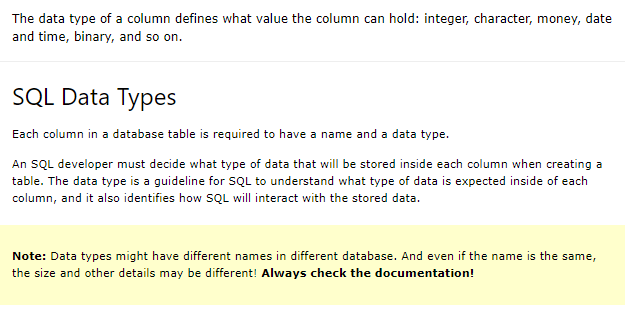 The data type of a column defines what value the column can hold: integer, character, money, date
and time, binary, and so on.
SQL Data Types
Each column in a database table is required to have a name and a data type.
An SQL developer must decide what type of data that will be stored inside each column when creating a
table. The data type is a guideline for SQL to understand what type of data is expected inside of each
column, and it also identifies how SQL will interact with the stored data.
Note: Data types might have different names in different database. And even if the name is the same,
the size and other details may be different! Always check the documentation!